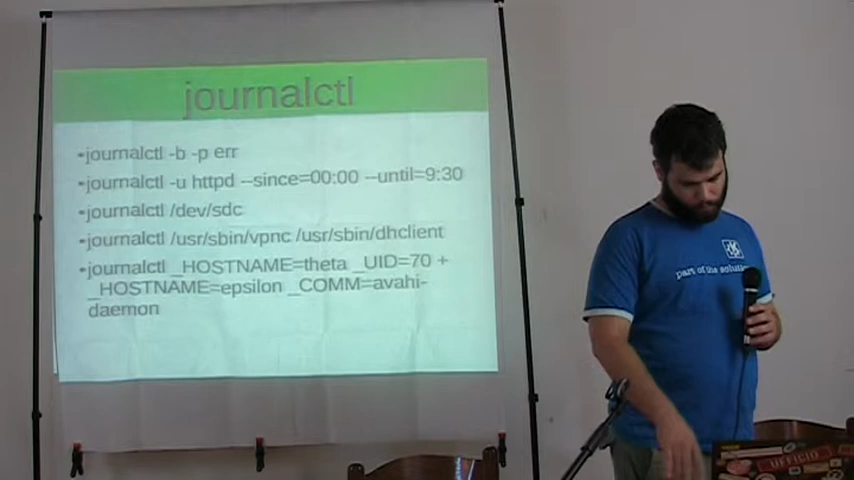 journalctl
•journalctl -b -p err
•journalctl -u httpd --since=00:00 --until=9:30
•journalctl /dev/sdc
•journalctl /usr/sbin/vpnc /usr/sbin/dhclient
•journalctl _HOSTNAME=theta _UID=70 +
_HOSTNAME=epsilon _COMM=avahi-
daemon
part of the solution
UFFICIO